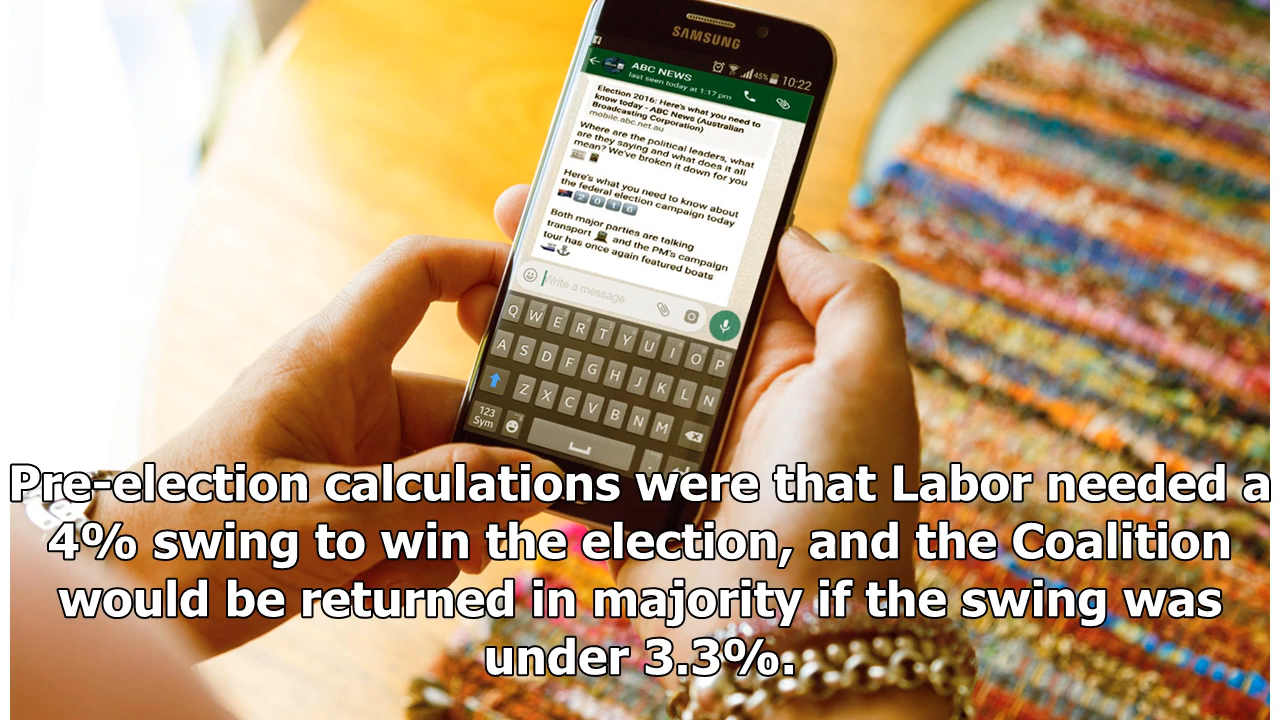 SAMSUNG
45% 10:22
ABC NEWS
last seen today at 1:17 pm
Election 2016: Here's what you need to
know today - ABC News (Australian
Broadcasting Corporation)
mobile.abc.net.au
Where are the political leaders, what
are they saying and what does it all
mean? We've broken it down for you
Here's what you need to know about
the federal election campaign today
2 0 1 6
Both major parties are talking
transport and the PM's campaign
tour has once again featured boats
Write a message
Q W E R T Y U I O P
A S D F G H J K L N
Z X C V B N M
123
Sym
Pre-election calculations were that Labor needed a
4% swing to win the election, and the Coalition
would be returned in majority if the swing was
under 3.3%.